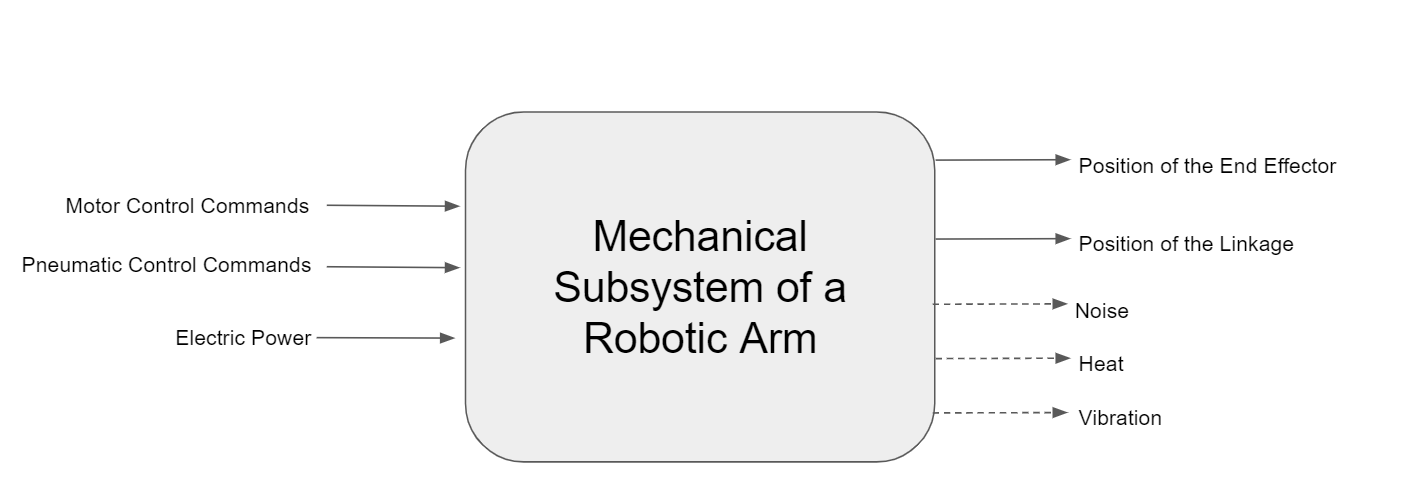 Motor Control Commands
Pneumatic Control Commands
Electric Power
Mechanical
Subsystem of a
Robotic Arm
Position of the End Effector
Position of the Linkage
Noise
Heat
Vibration